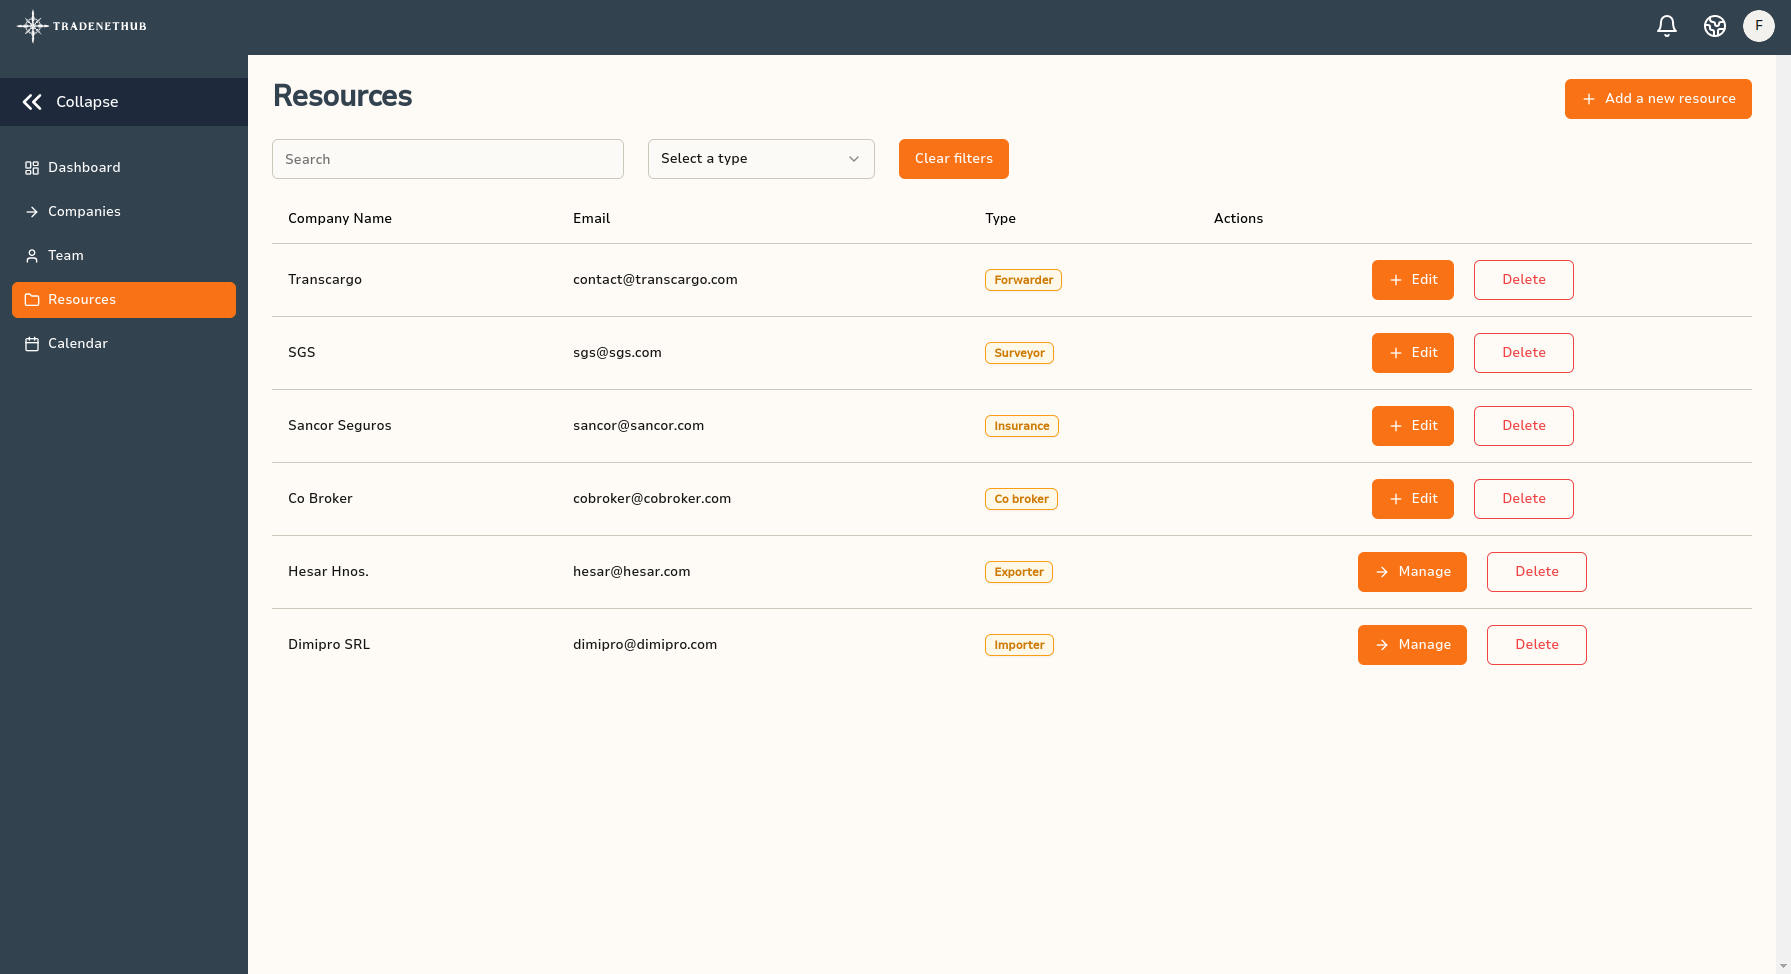 TRADENETHUB
F
Collapse
Dashboard
Companies
Team
Resources
Calendar
Resources
Add a new resource
Search
Select a type
Clear filters
Company Name Email Type Actions
Transcargo contact@transcargo.com Forwarder Edit Delete
SGS sgs@sgs.com Surveyor Edit Delete
Sancor Seguros sancor@sancor.com Insurance Edit Delete
Co Broker cobroker@cobroker.com Co broker Edit Delete
Hesar Hnos. hesar@hesar.com Exporter Manage Delete
Dimipro SRL dimipro@dimipro.com Importer Manage Delete